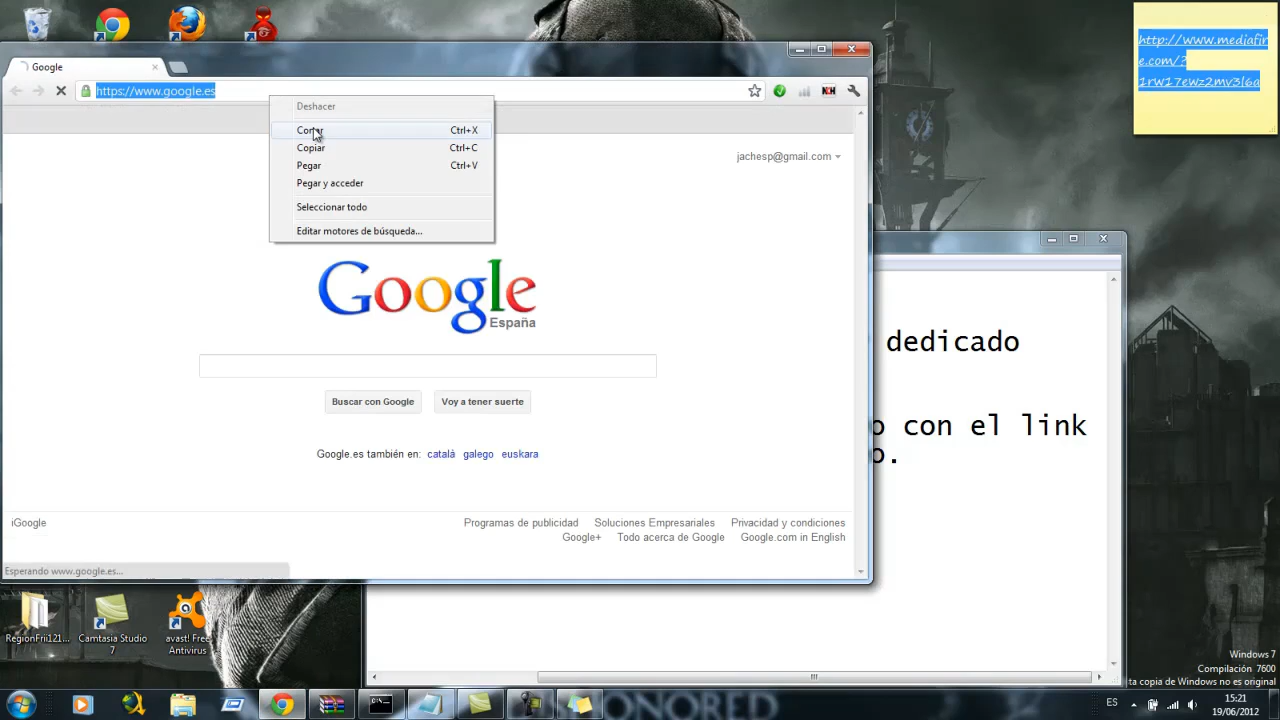 http://www.mediafir
e.com/?
1rw17ewz2mv3l6a
Google
https://www.google.es
Deshacer
Cortar Ctrl+X
Copiar Ctrl+C
Pegar Ctrl+V
Pegar y acceder
Seleccionar todo
Editar motores de búsqueda...
jachesp@gmail.com
Google
España
Buscar con Google
Voy a tener suerte
Google.es también en: català galego euskara
iGoogle
Programas de publicidad Soluciones Empresariales Privacidad y condiciones
Google+ Todo acerca de Google Google.com in English
Esperando www.google.es...
dedicado
o con el link
o.
RegionFrii121...
Camtasia Studio
7
avast! Free
Antivirus
Windows 7
Compilación 7600
ta copia de Windows no es original
ONORED
ES
15:21
19/06/2012